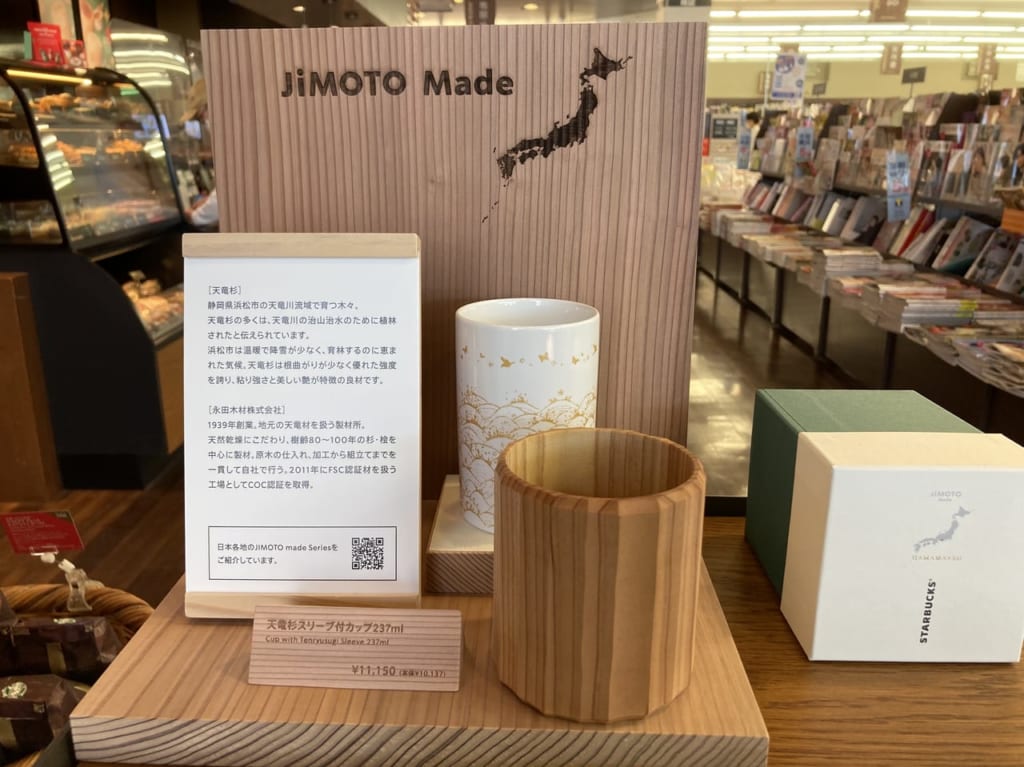 JiMOTO Made
［天竜杉］
静岡県浜松市の天竜川流域で育つ木々。
天竜杉の多くは、天竜川の治山治水のために植林
されたと伝えられています。
浜松市は温暖で降雪が少なく、育林するのに恵ま
れた気候。天竜杉は根曲がりが少なく優れた強度
を誇り、粘り強さと美しい艶が特徴の良材です。
［永田木材株式会社］
1939年創業。地元の天竜材を扱う製材所。
天然乾燥にこだわり、樹齢80〜100年の杉・桧を
中心に製材。原木の仕入れ、加工から組立てまでを
一貫して自社で行う。2011年にFSC認証材を扱う
工場としてCOC認証を取得。
日本各地のJIMOTO made Seriesを
ご紹介しています。
天竜杉スリーブ付カップ237ml
Cup with Tenryusugi Sleeve 237ml
¥11,150 (本体¥10,137)
JiMOTO
Made
HAMAMATSU
STARBUCKS®